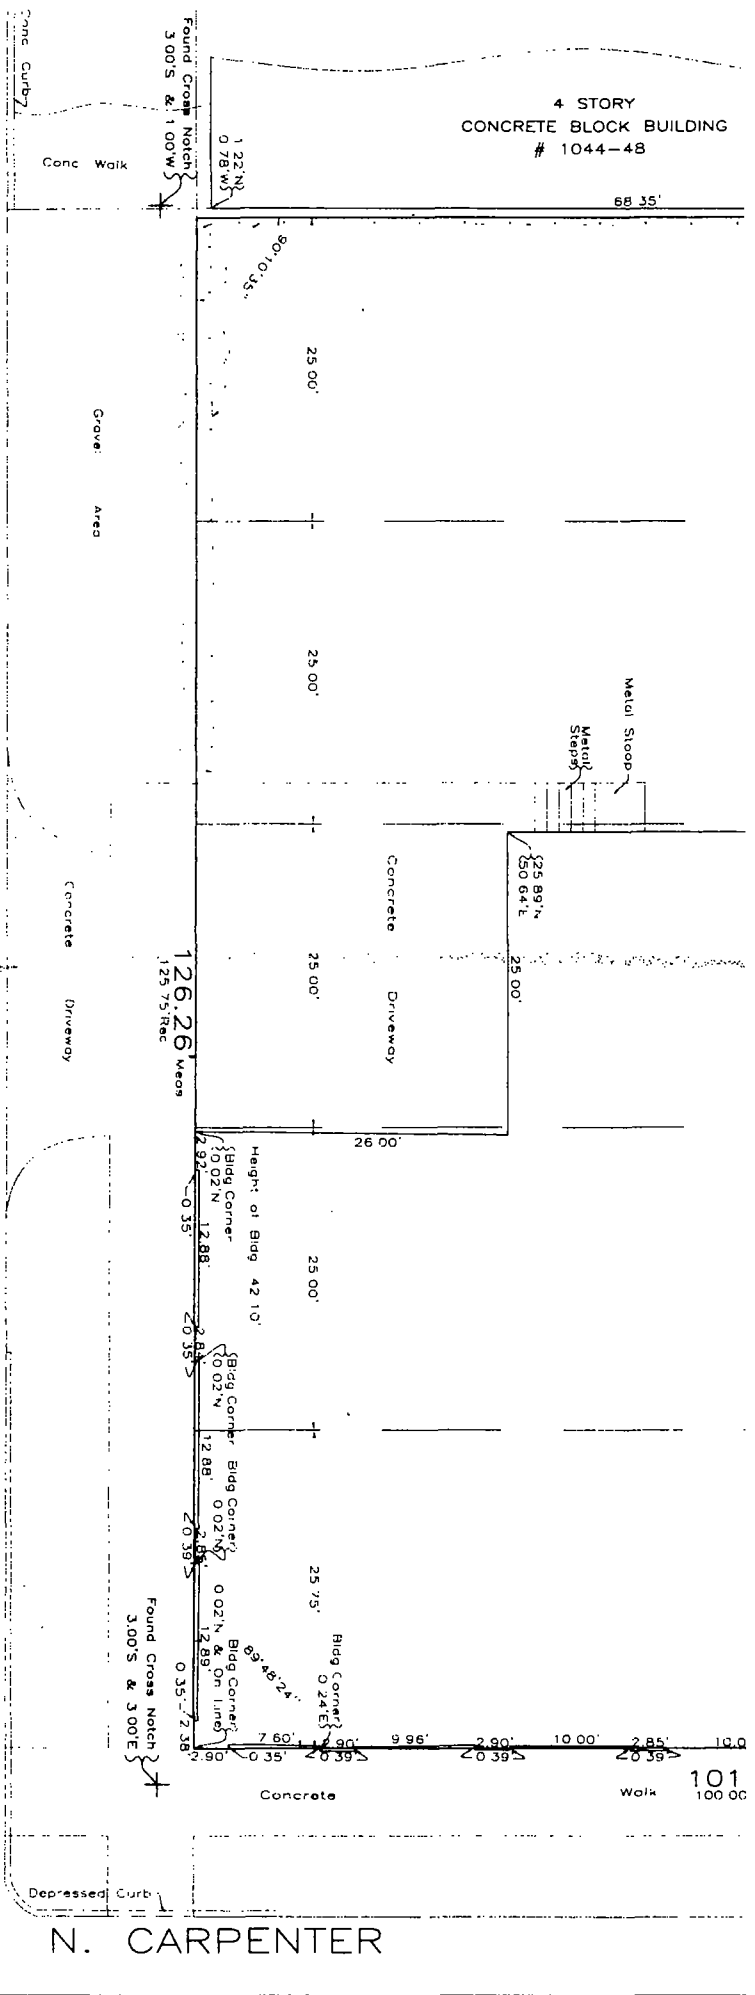 4 STORY
CONCRETE BLOCK BUILDING
# 1044-48
68 35'
Conc Curb
Conc Walk
Found Cross Notch
3 00'S & 1 00'W
1 22'N
0 78'W
90°10'35"
25 00'
Grave
Area
25 00'
Metal Stoop
Metal
Steps
25 89'N
50 64'E
Concrete
Driveway
Concrete
Driveway
25 00'
25 00'
126.26' Meas
125 75' Rec
26 00'
2 92'
Bldg Corner
0 02'N
Height of Bldg 42 10'
0 35'
12.88'
25 00'
2.84'
0 35'
Bldg Corner
0 02'N
12 88'
Bldg Corner
0 02'N
0 39'
25 75'
12 89'
Bldg Corner
0 02'N & On Line
89°48'24"
Bldg Corner
0 24'E
Found Cross Notch
3.00'S & 3 00'E
0 35'
2 38
2.90'
7 60'
0 35'
2 90'
0 39'
9 96'
2 90'
0 39'
10 00'
2.85'
0 39'
Concrete
Walk
101
100 00
Depressed Curb
N. CARPENTER